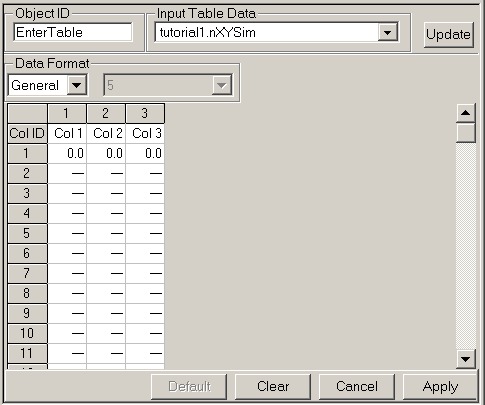 Object ID
Input Table Data
EnterTable
tutorial1.nXYSim
Update
Data Format
General
5
1 2 3
Col ID Col 1 Col 2 Col 3
1 0.0 0.0 0.0
2 — — —
3 — — —
4 — — —
5 — — —
6 — — —
7 — — —
8 — — —
9 — — —
10 — — —
11 — — —
Default Clear Cancel Apply